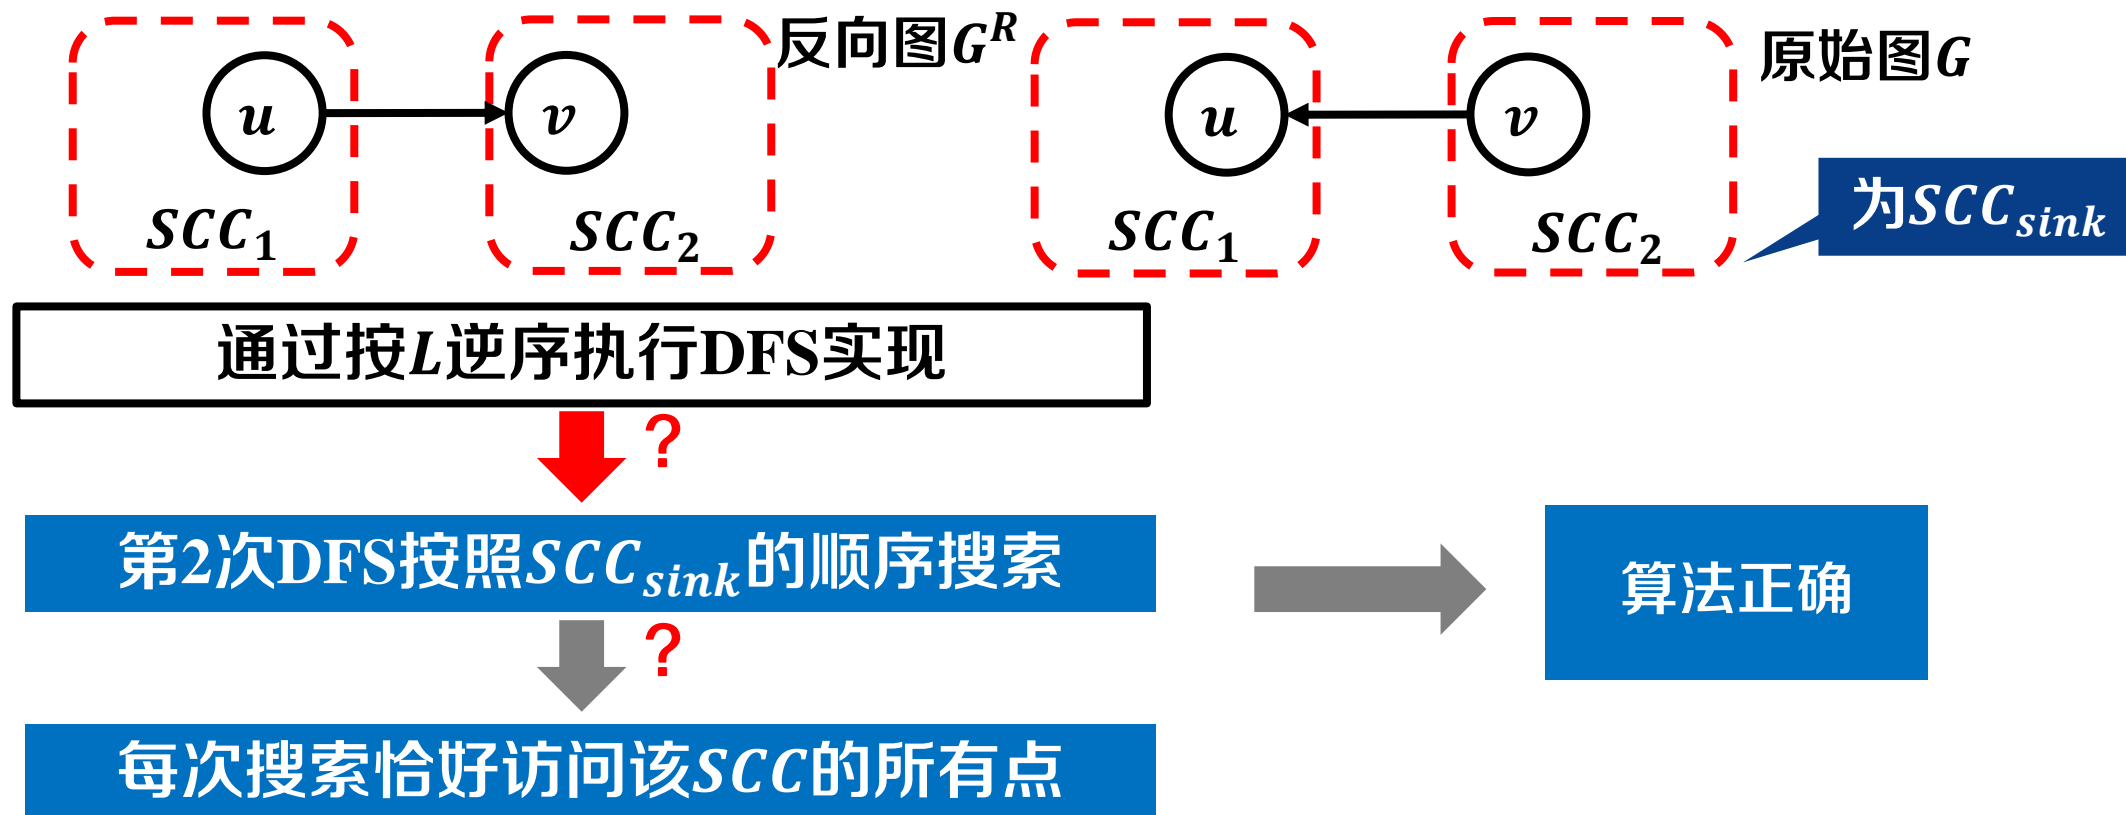 u v 反向图G^R u v 原始图G
SCC₁ SCC₂ SCC₁ SCC₂ 为SCC_sink
通过按L逆序执行DFS实现
?
第2次DFS按照SCC_sink的顺序搜索
算法正确
?
每次搜索恰好访问该SCC的所有点